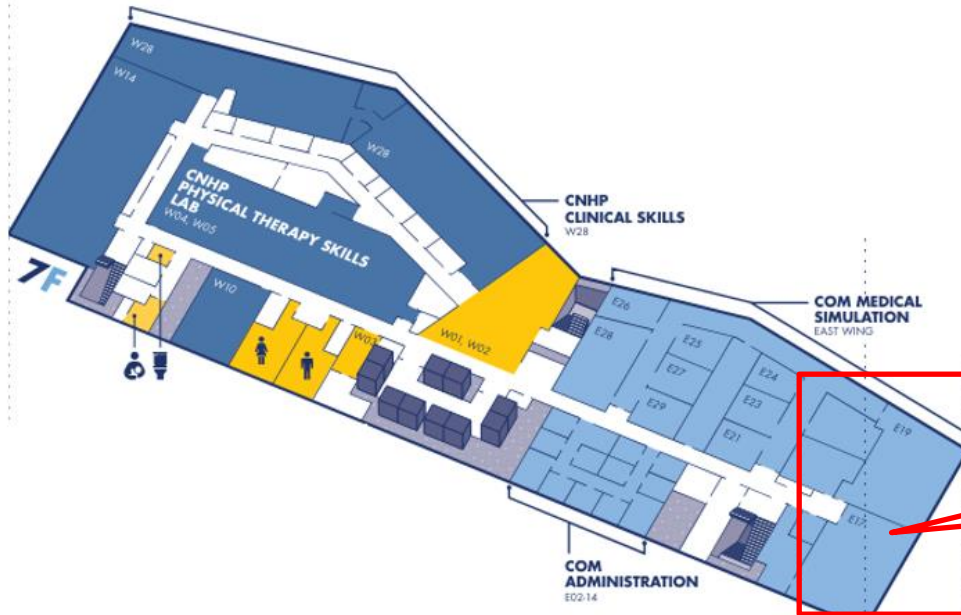 W28
W14
W28
CNHP
PHYSICAL THERAPY SKILLS
LAB
W04, W05
CNHP
CLINICAL SKILLS
W28
7F
W10
W03
W01, W02
E26
E28
E25
E27
E29
E24
E23
E21
E19
E17
COM MEDICAL
SIMULATION
EAST WING
COM
ADMINISTRATION
E02-14